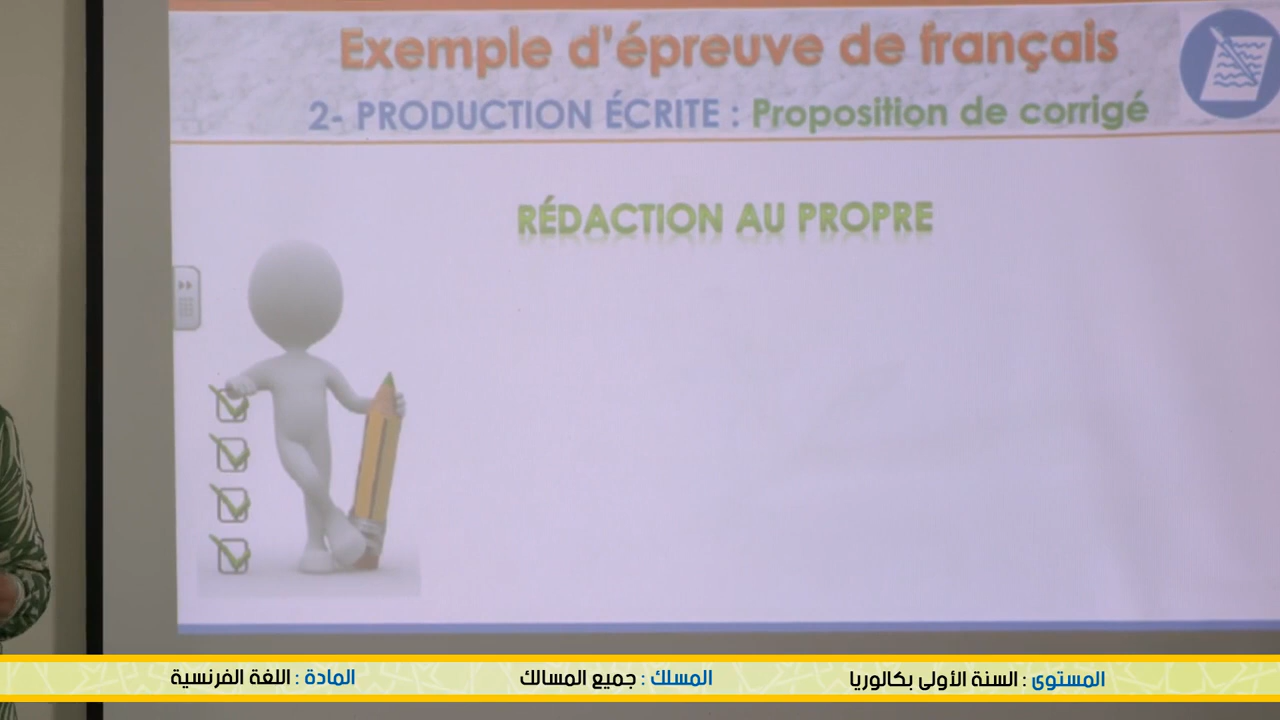 Exemple d'épreuve de français
2- PRODUCTION ÉCRITE : Proposition de corrigé
RÉDACTION AU PROPRE
المستوى : السنة الأولى بكالوريا
المسلك : جميع المسالك
المادة : اللغة الفرنسية